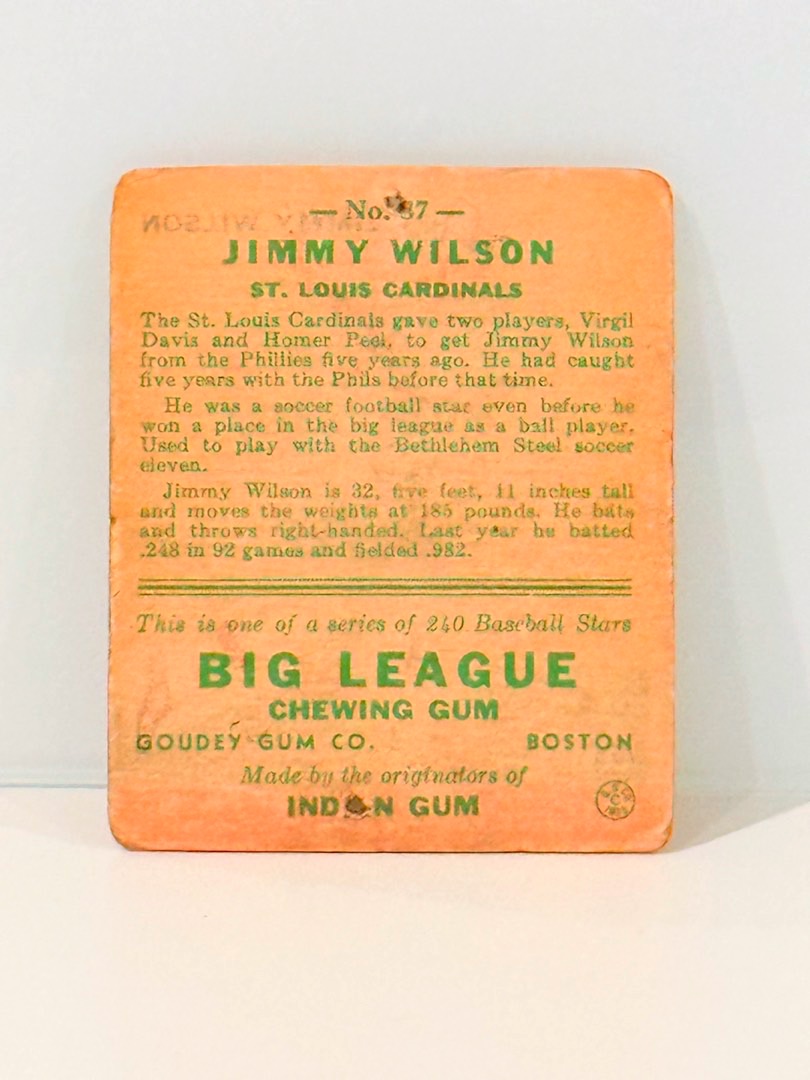 — No. 37 —
JIMMY WILSON
ST. LOUIS CARDINALS
The St. Louis Cardinals gave two players, Virgil
Davis and Homer Peel, to get Jimmy Wilson
from the Phillies five years ago. He had caught
five years with the Phils before that time.
He was a soccer football star even before he
won a place in the big league as a ball player.
Used to play with the Bethlehem Steel soccer
eleven.
Jimmy Wilson is 32, five feet, 11 inches tall
and moves the weights at 185 pounds. He bats
and throws right-handed. Last year he batted
.248 in 92 games and fielded .982.
This is one of a series of 240 Baseball Stars
BIG LEAGUE
CHEWING GUM
GOUDEY GUM CO. BOSTON
Made by the originators of
GUM